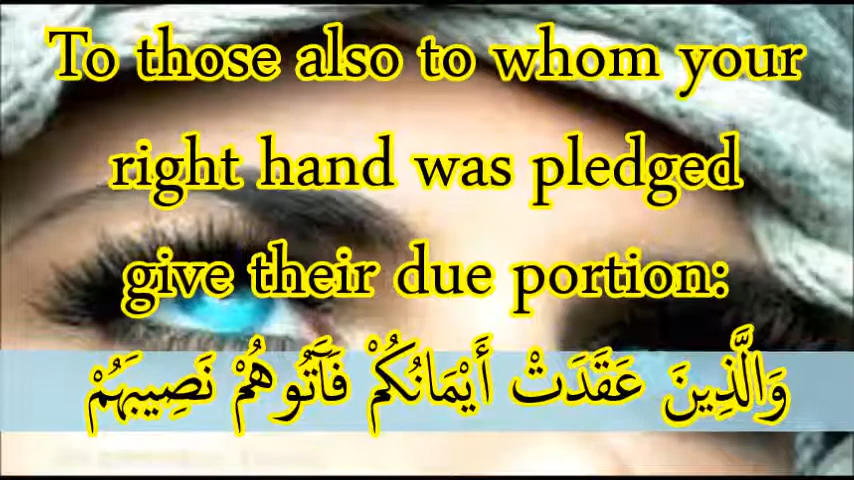 To those also to whom your
right hand was pledged
give their due portion:
وَالَّذِينَ عَقَدَتْ أَيْمَانُكُمْ فَآتُوهُمْ نَصِيبَهُمْ